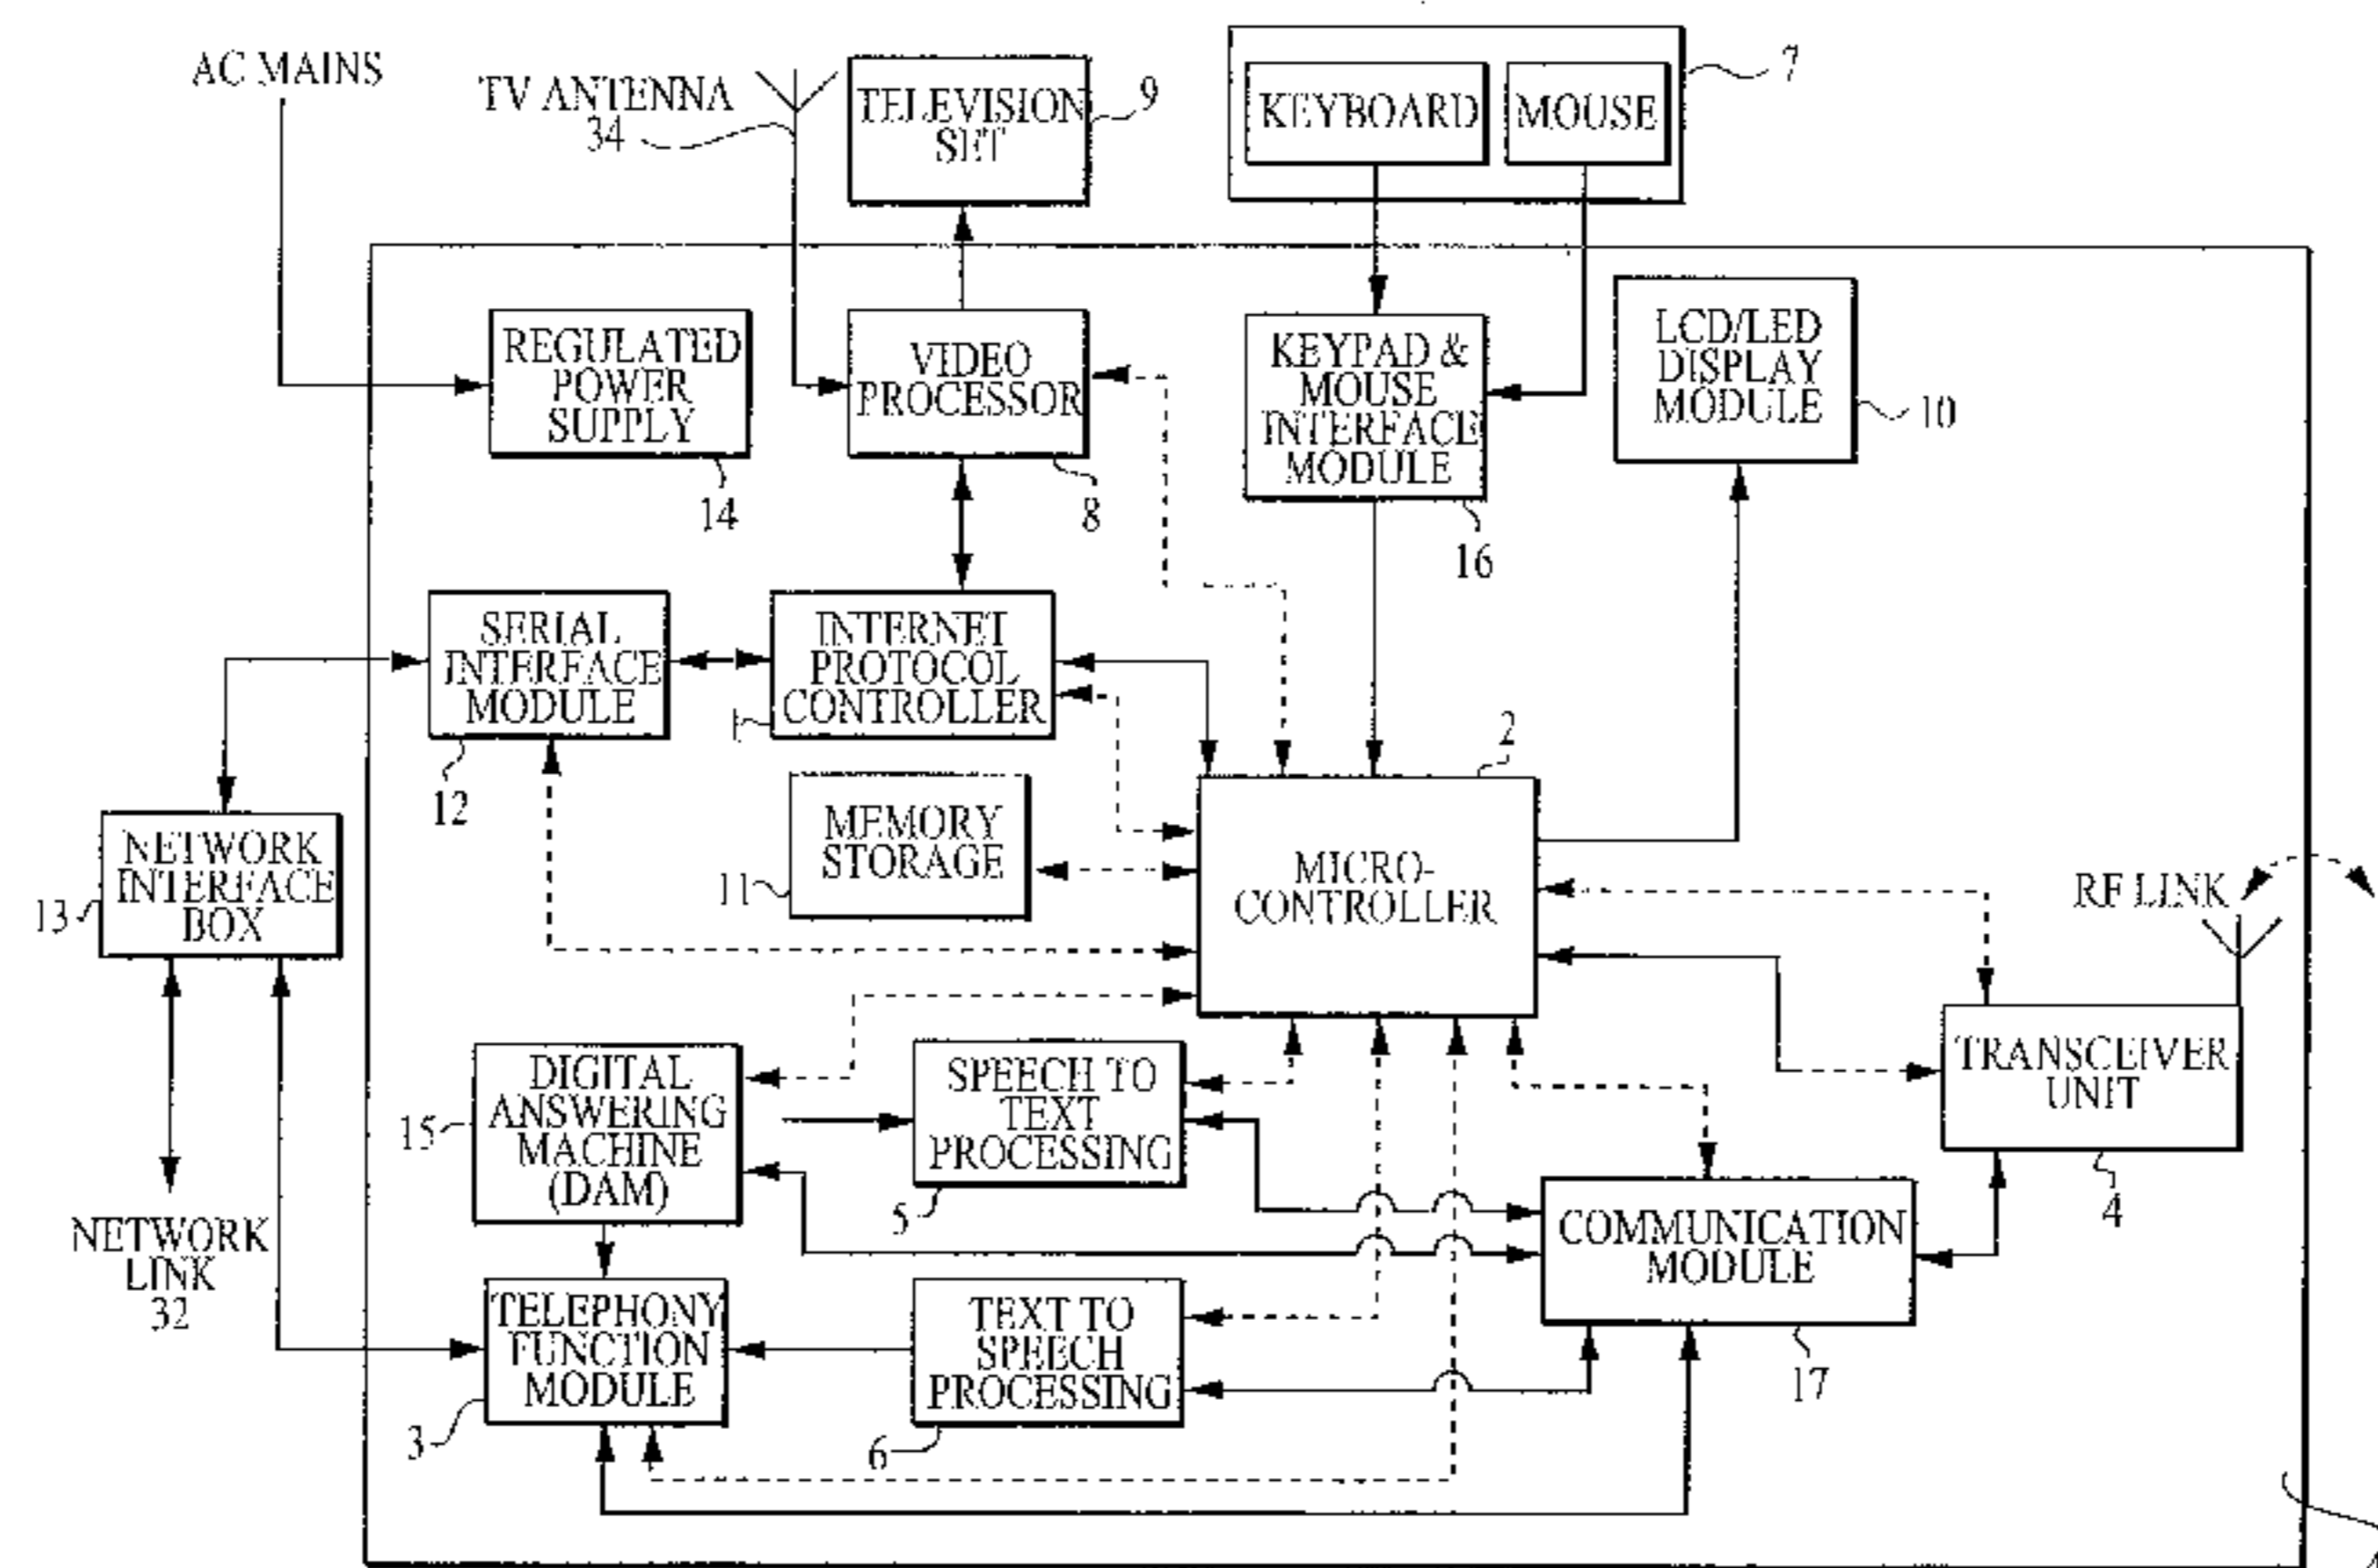 AC MAINS
TV ANTENNA
34
TELEVISION
SET
9
KEYBOARD
MOUSE
7
REGULATED
POWER
SUPPLY
14
VIDEO
PROCESSOR
8
KEYPAD &
MOUSE
INTERFACE
MODULE
16
LCD/LED
DISPLAY
MODULE
10
SERIAL
INTERFACE
MODULE
12
INTERNET
PROTOCOL
CONTROLLER
1
NETWORK
INTERFACE
BOX
13
MEMORY
STORAGE
11
2
MICRO-
CONTROLLER
RF LINK
TRANSCEIVER
UNIT
4
DIGITAL
ANSWERING
MACHINE
(DAM)
15
SPEECH TO
TEXT
PROCESSING
5
COMMUNICATION
MODULE
17
NETWORK
LINK
32
TELEPHONY
FUNCTION
MODULE
3
TEXT TO
SPEECH
PROCESSING
6